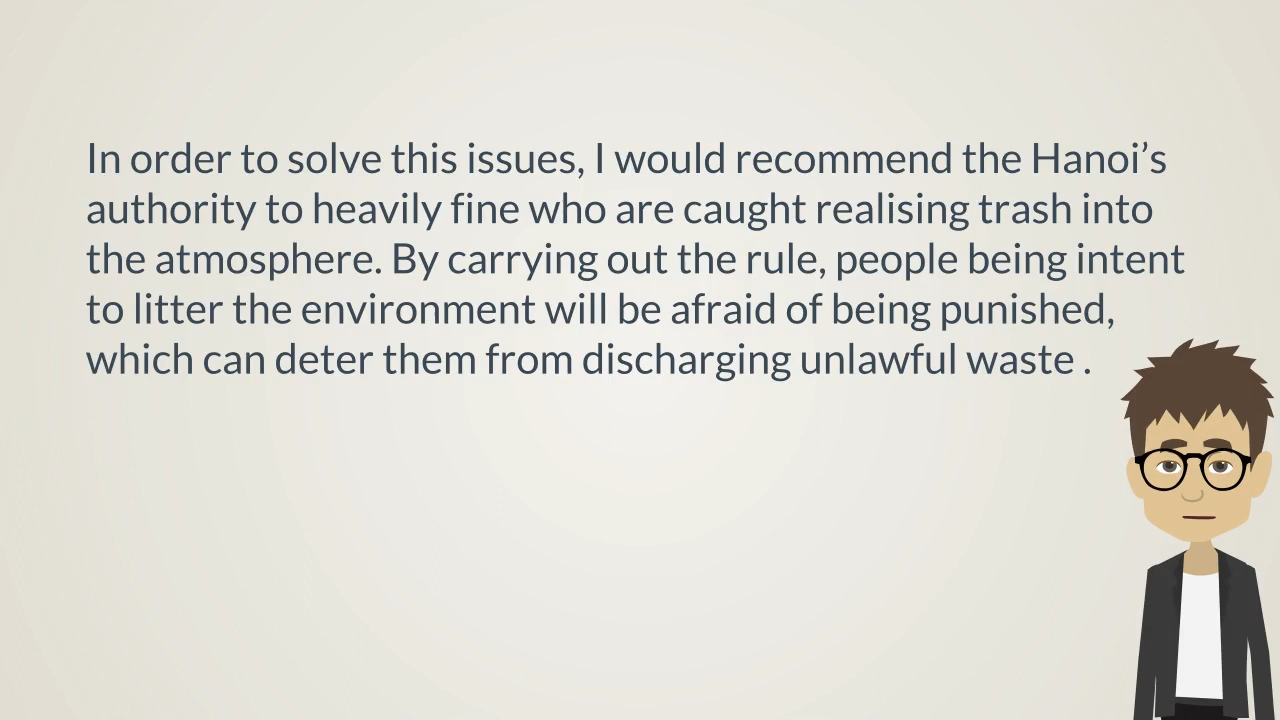 In order to solve this issues, I would recommend the Hanoi’s
authority to heavily fine who are caught realising trash into
the atmosphere. By carrying out the rule, people being intent
to litter the environment will be afraid of being punished,
which can deter them from discharging unlawful waste .